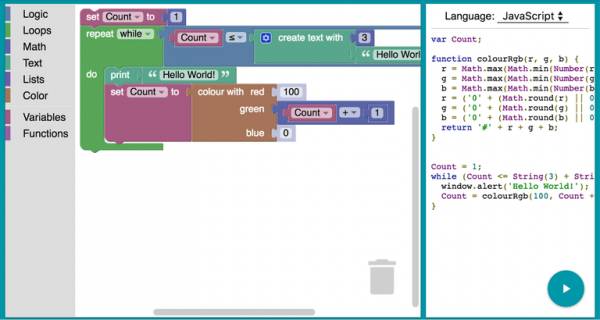 Logic
Loops
Math
Text
Lists
Color
Variables
Functions
set Count to 1
repeat while Count ≤ create text with 3
“ Hello Worl
do print “ Hello World! ”
set Count to colour with red 100
green Count + 1
blue 0
Language: JavaScript
var Count;
function colourRgb(r, g, b) {
r = Math.max(Math.min(Number(r
g = Math.max(Math.min(Number(g
b = Math.max(Math.min(Number(b
r = ('0' + (Math.round(r) || 0
g = ('0' + (Math.round(g) || 0
b = ('0' + (Math.round(b) || 0
return '#' + r + g + b;
}
Count = 1;
while (Count <= String(3) + Stri
window.alert('Hello World!');
Count = colourRgb(100, Count +
}